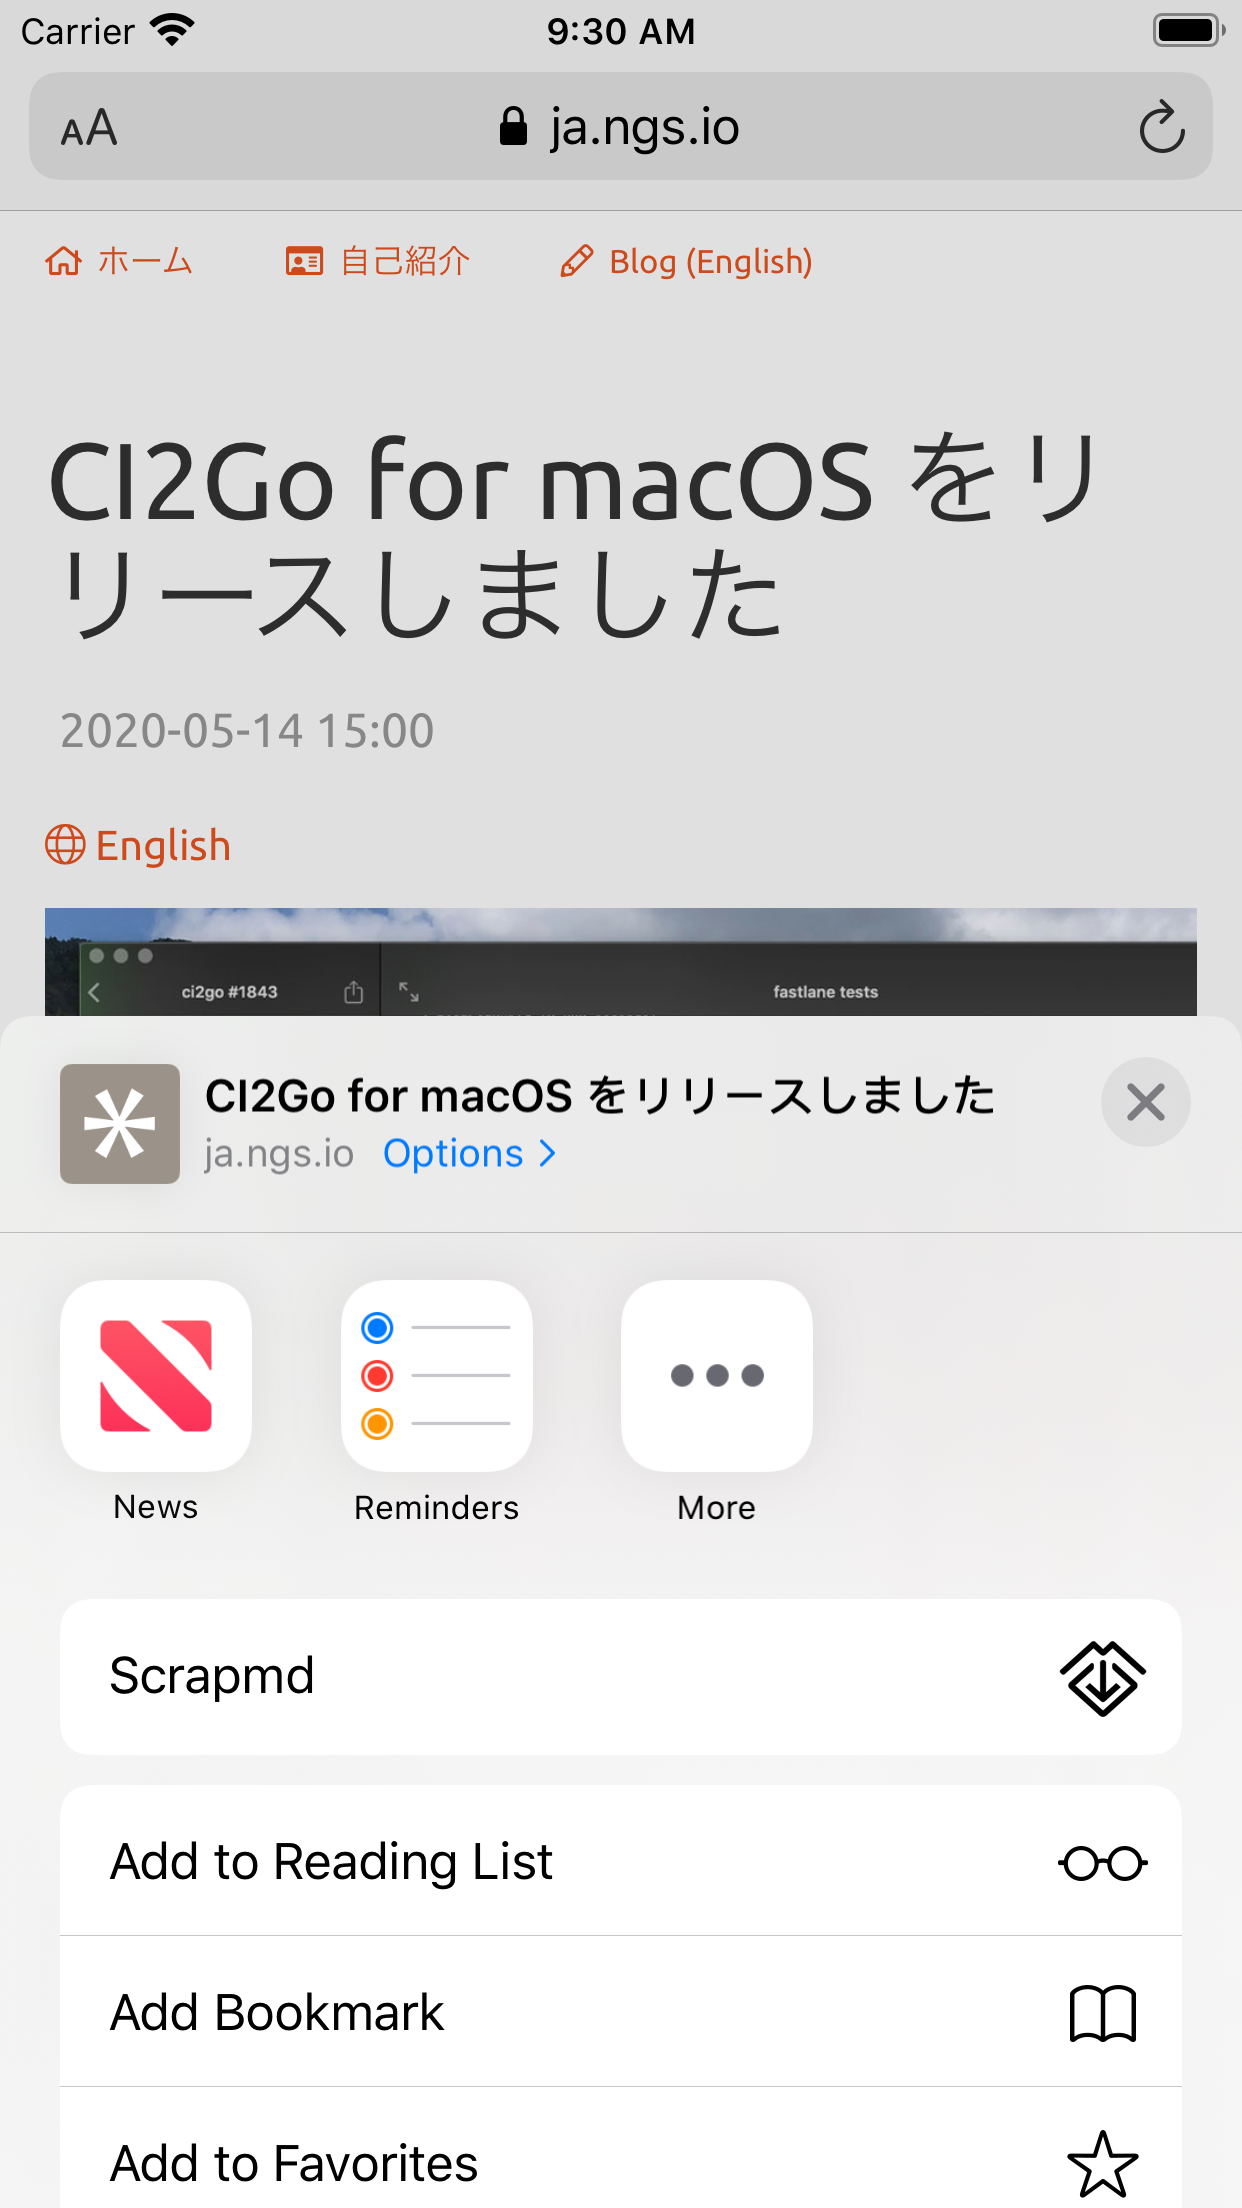 Carrier 9:30 AM
AA ja.ngs.io
ホーム 自己紹介 Blog (English)
CI2Go for macOS をリ
リースしました
2020-05-14 15:00
English
ci2go #1843 fastlane tests
CI2Go for macOS をリリースしました
ja.ngs.io Options
News Reminders More
Scrapmd
Add to Reading List
Add Bookmark
Add to Favorites